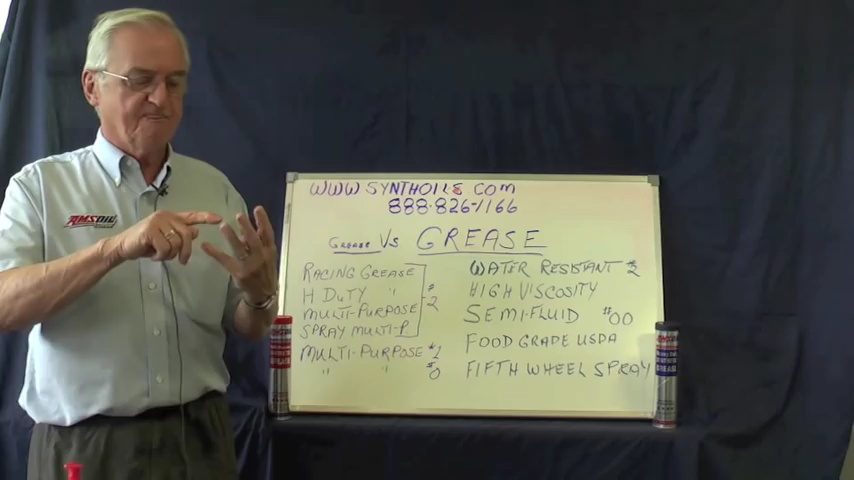 AMSOIL
WWW.SYNTHOILS.COM
888-826-1166
GREASE VS GREASE
RACING GREASE
H DUTY "
MULTI-PURPOSE
SPRAY MULTI-P
#2
MULTI-PURPOSE #1
" " #0
WATER RESISTANT #2
HIGH VISCOSITY
SEMI-FLUID #00
FOOD GRADE USDA
FIFTH WHEEL SPRAY